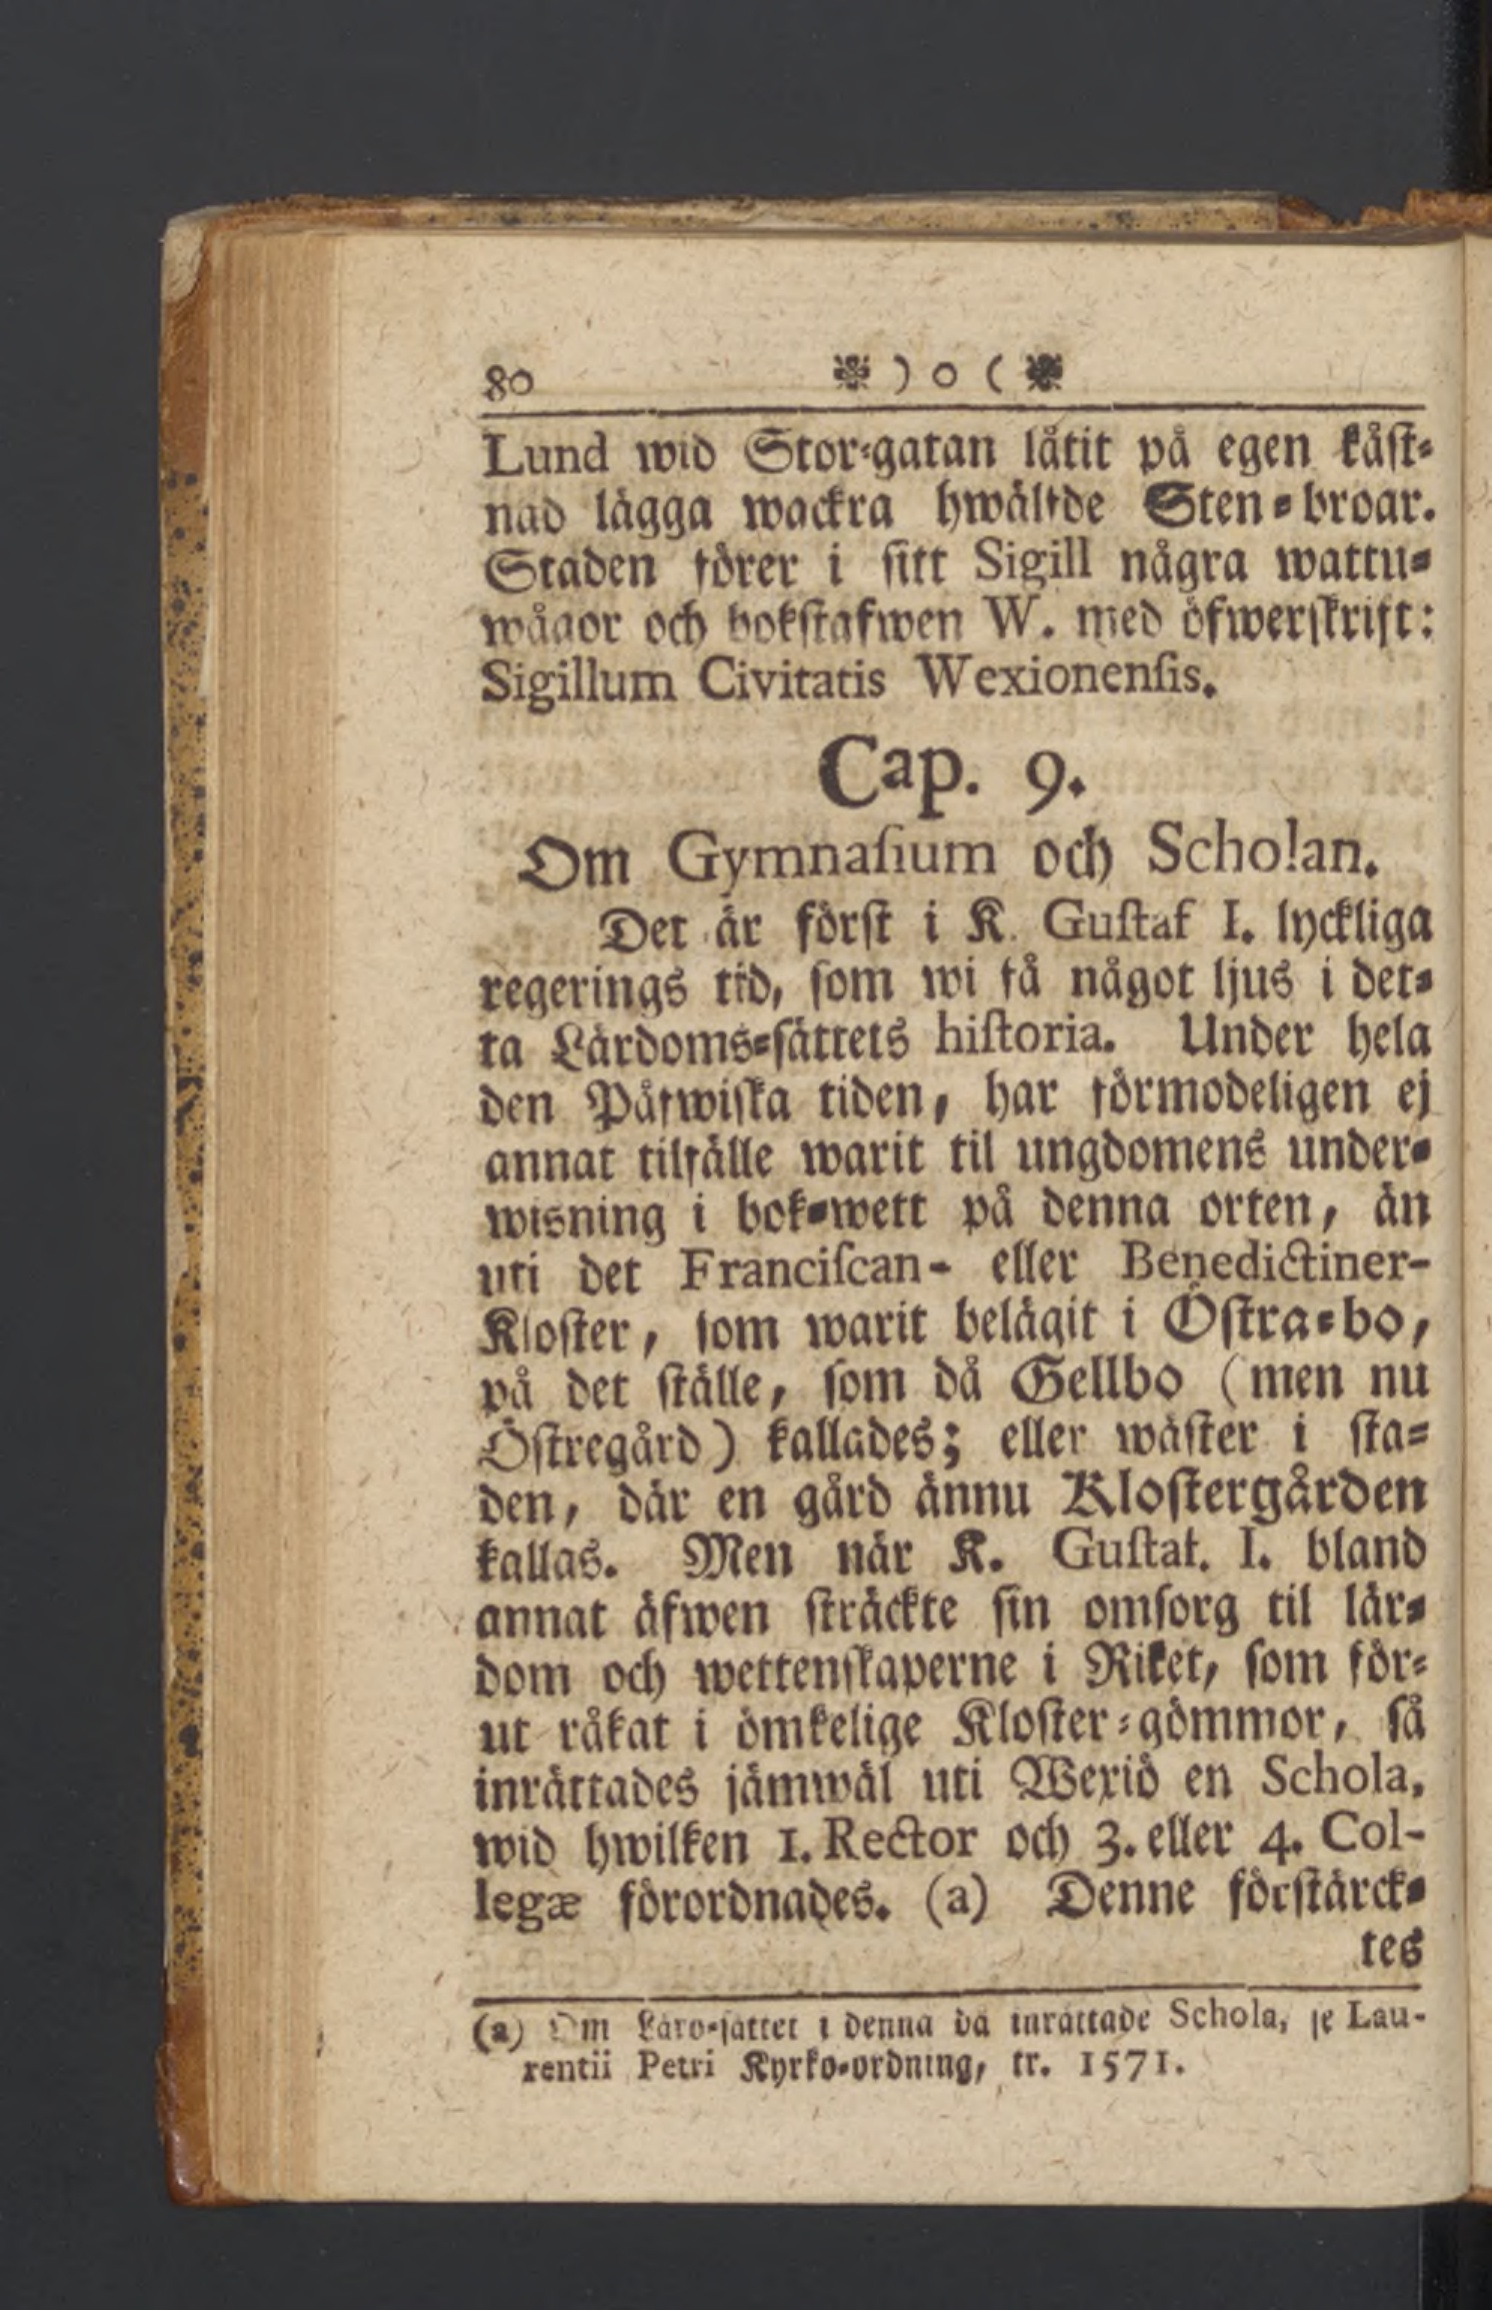 80 ❉ ) o ( ❉
Lund wid Stor-gatan låtit på egen kåst-
nad lägga wackra hwälfde Sten-broar.
Staden förer i sitt Sigill några wattu-
wågor och bokstafwen W. med öfwerskrift:
Sigillum Civitatis Wexionensis.
Cap. 9.
Om Gymnasium och Scholan.
Det är först i K. Gustaf I. lyckliga
regerings tid, som wi få något ljus i det-
ta Lärdoms-sättets historia. Under hela
den Påfwiska tiden, har förmodeligen ej
annat tilfälle warit til ungdomens under-
wisning i bok-wett på denna orten, än
uti det Franciscan- eller Benedictiner-
Kloster, som warit belägit i Östra-bo,
på det ställe, som då Gellbo (men nu
Östregård) kallades; eller wäster i sta-
den, där en gård ännu Klostergården
kallas. Men när K. Gustaf. I. bland
annat äfwen sträckte sin omsorg til lär-
dom och wettenskaperne i Riket, som för-
ut råkat i ömkelige Kloster-gömmor, så
inrättades jämwäl uti Wexiö en Schola,
wid hwilken 1. Rector och 3. eller 4. Col-
legæ förordnades. (a) Denne förstärck-
tes
(a) Om Läro-sättet i denna då inrättade Schola, se Lau-
rentii Petri Kyrko-ordning, tr. 1571.